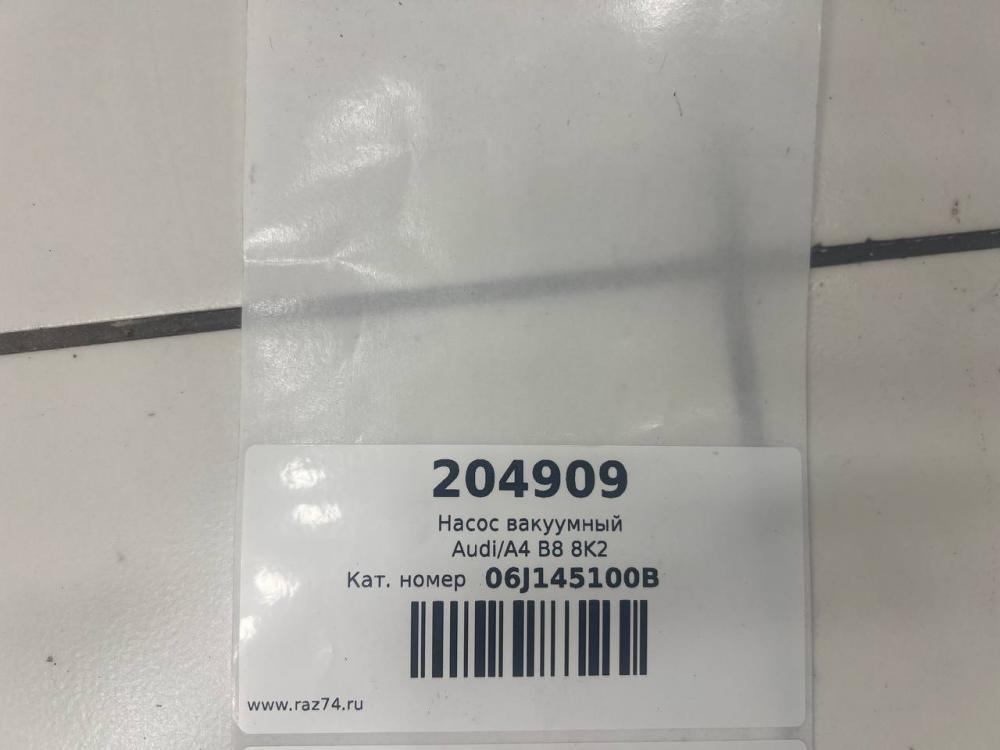 204909
Насос вакуумный
Audi/A4 B8 8K2
Кат. номер 06J145100B
www.raz74.ru